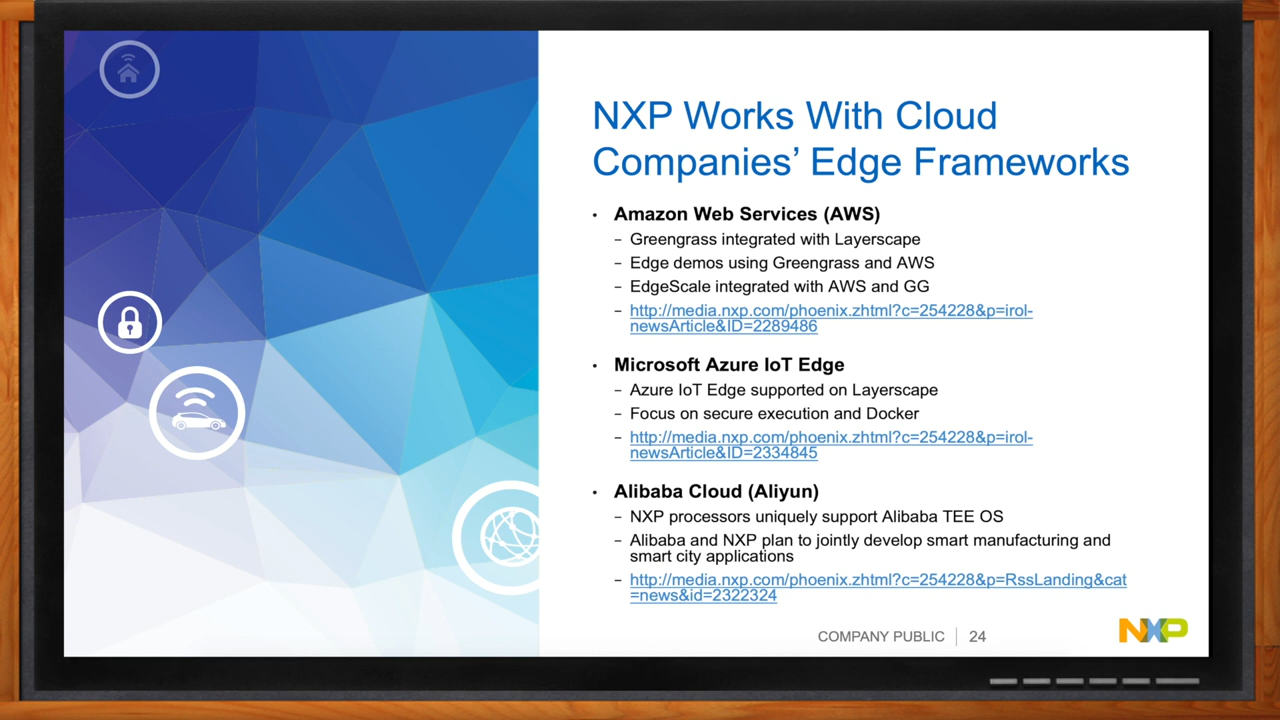 NXP Works With Cloud
Companies’ Edge Frameworks
• Amazon Web Services (AWS)
– Greengrass integrated with Layerscape
– Edge demos using Greengrass and AWS
– EdgeScale integrated with AWS and GG
– http://media.nxp.com/phoenix.zhtml?c=254228&p=irol-
newsArticle&ID=2289486
• Microsoft Azure IoT Edge
– Azure IoT Edge supported on Layerscape
– Focus on secure execution and Docker
– http://media.nxp.com/phoenix.zhtml?c=254228&p=irol-
newsArticle&ID=2334845
• Alibaba Cloud (Aliyun)
– NXP processors uniquely support Alibaba TEE OS
– Alibaba and NXP plan to jointly develop smart manufacturing and
smart city applications
– http://media.nxp.com/phoenix.zhtml?c=254228&p=RssLanding&cat
=news&id=2322324
COMPANY PUBLIC | 24
NXP